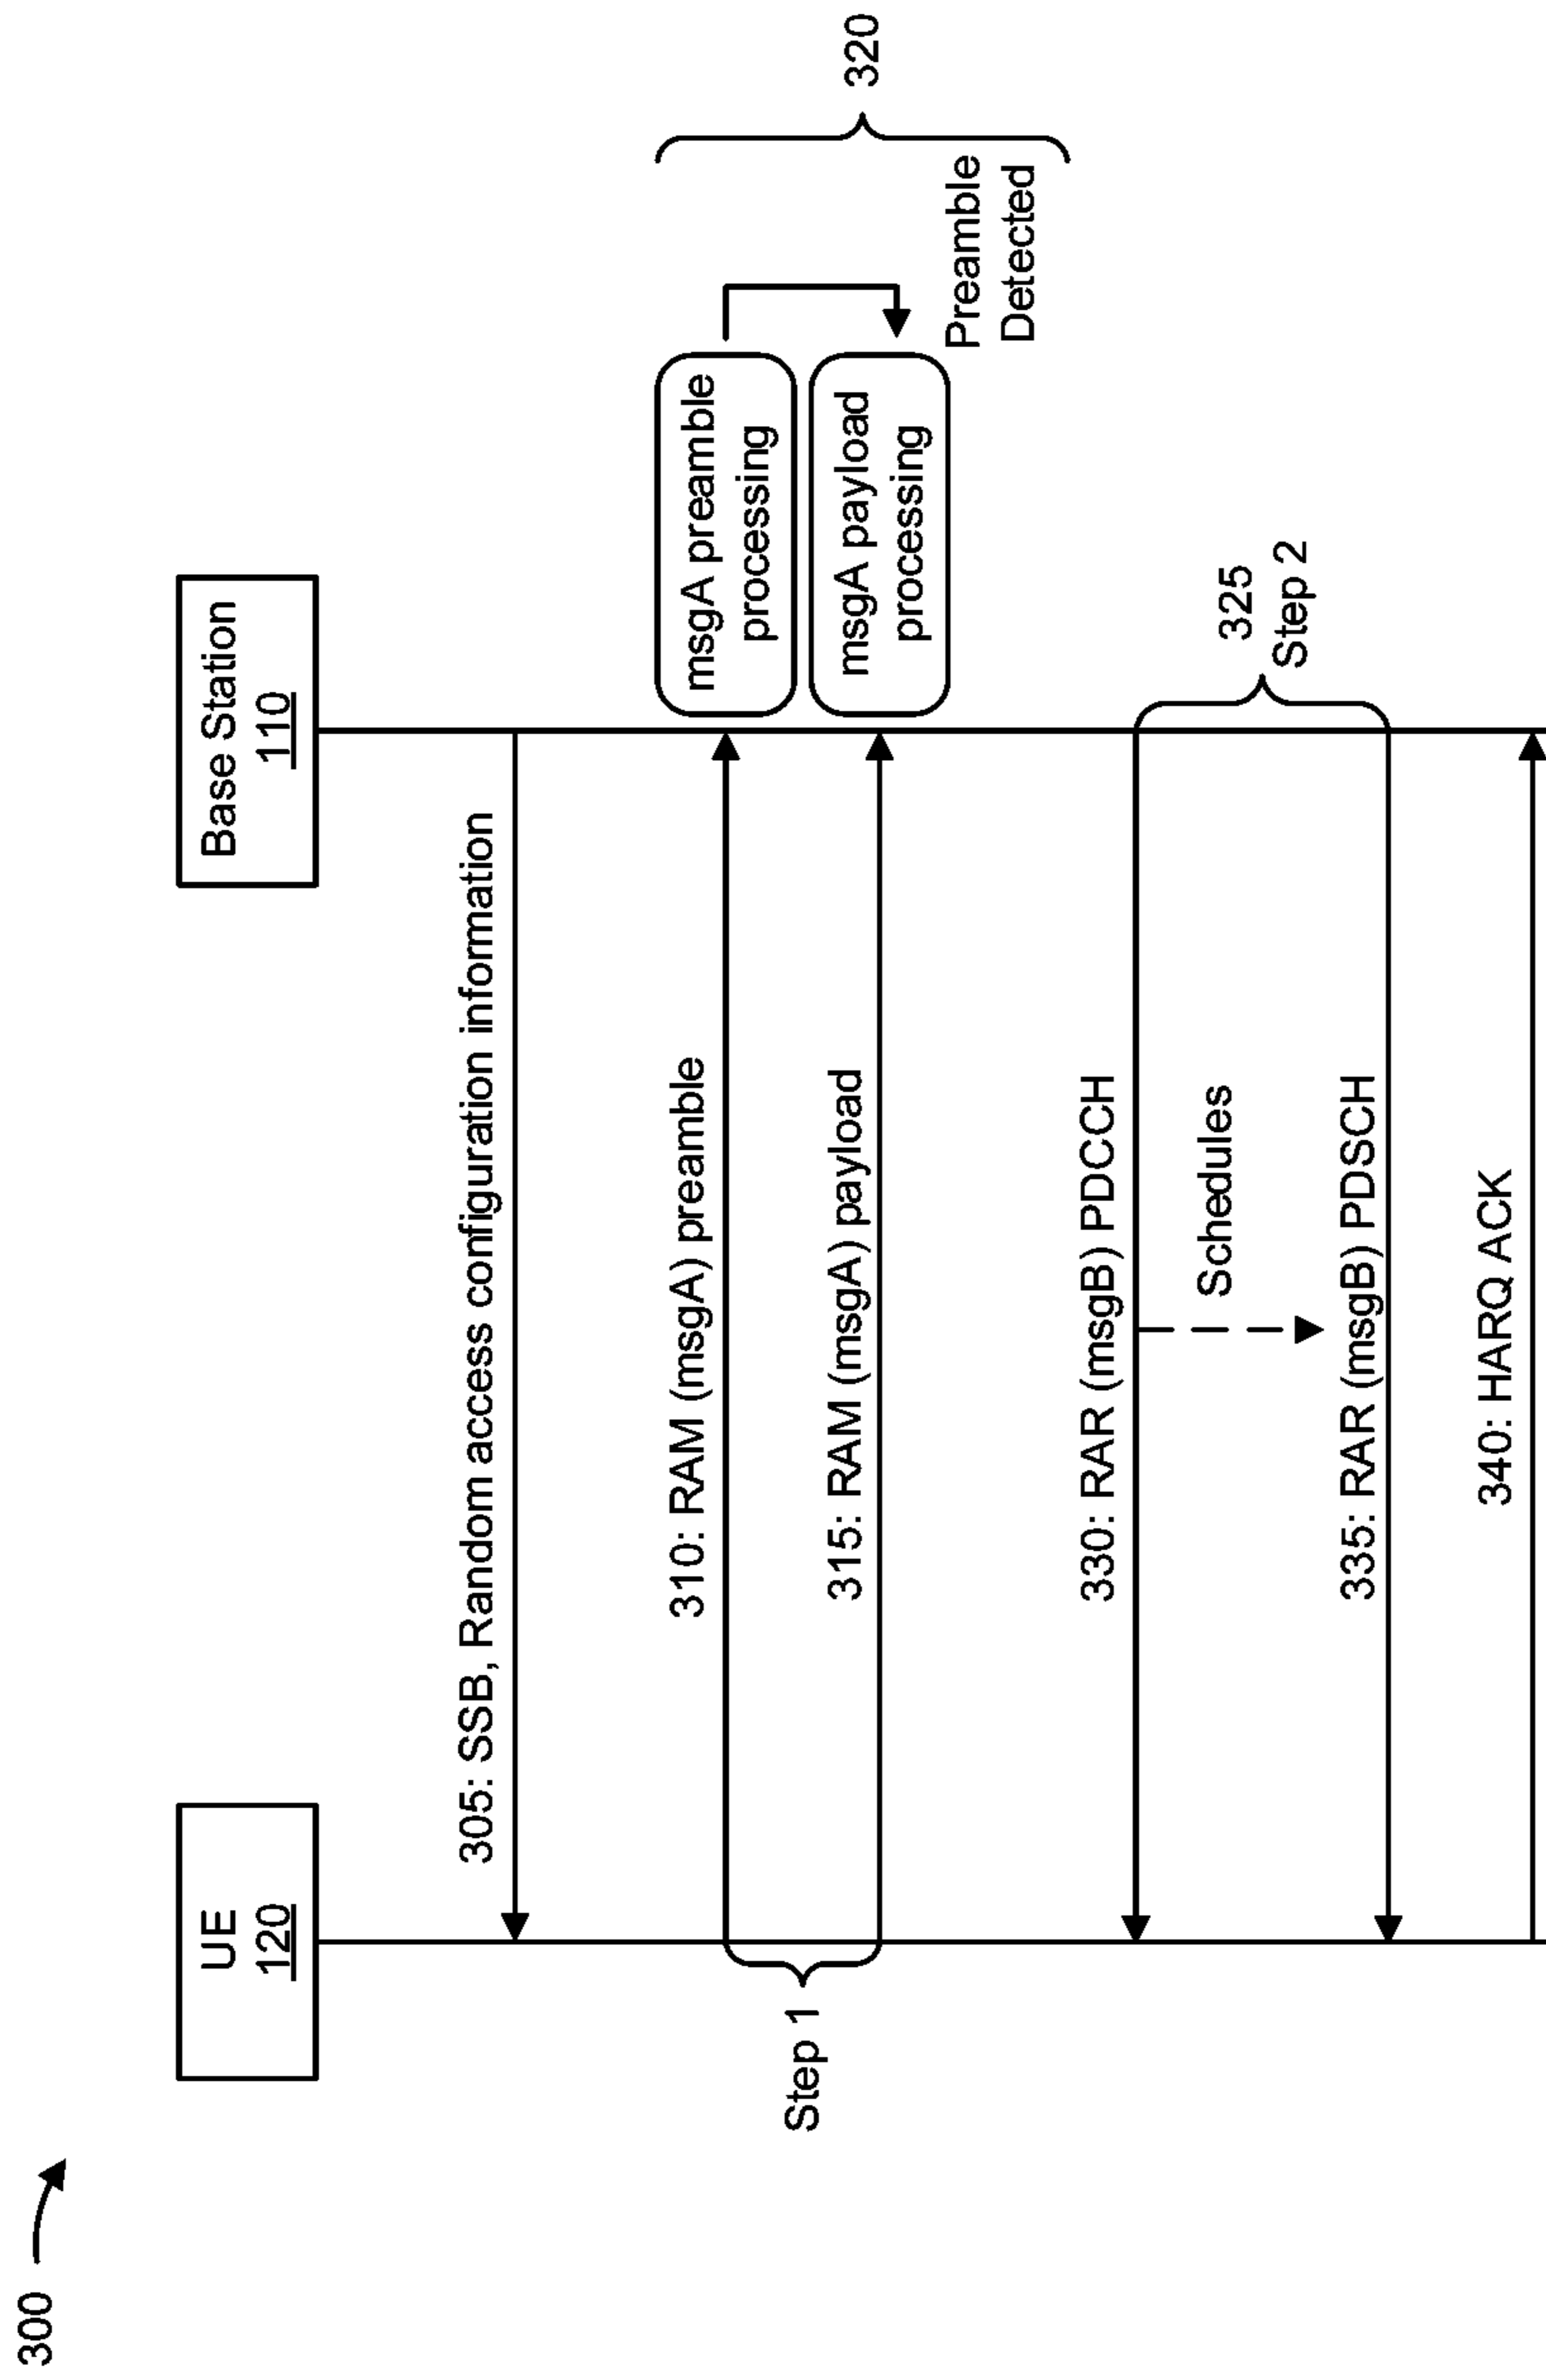 300
UE
120
Base Station
110
305: SSB, Random access configuration information
310: RAM (msgA) preamble
msgA preamble
processing
Step 1
315: RAM (msgA) payload
msgA payload
processing
Preamble
Detected
320
330: RAR (msgB) PDCCH
Schedules
325
Step 2
335: RAR (msgB) PDSCH
340: HARQ ACK